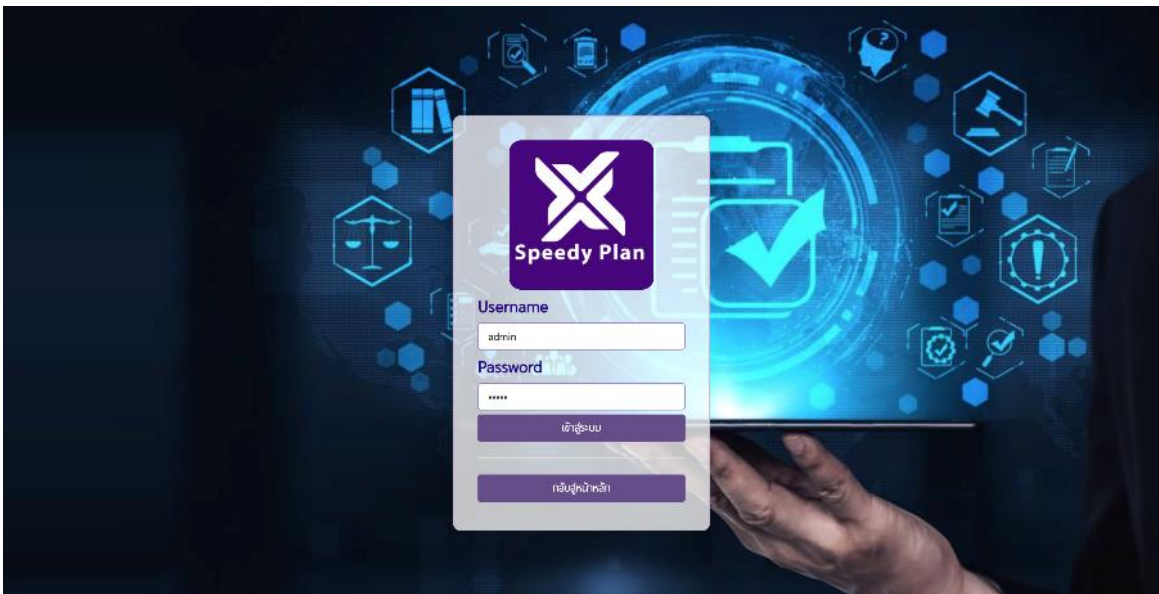 Speedy Plan
Username
admin
Password
•••••
เข้าสู่ระบบ
กลับสู่หน้าหลัก